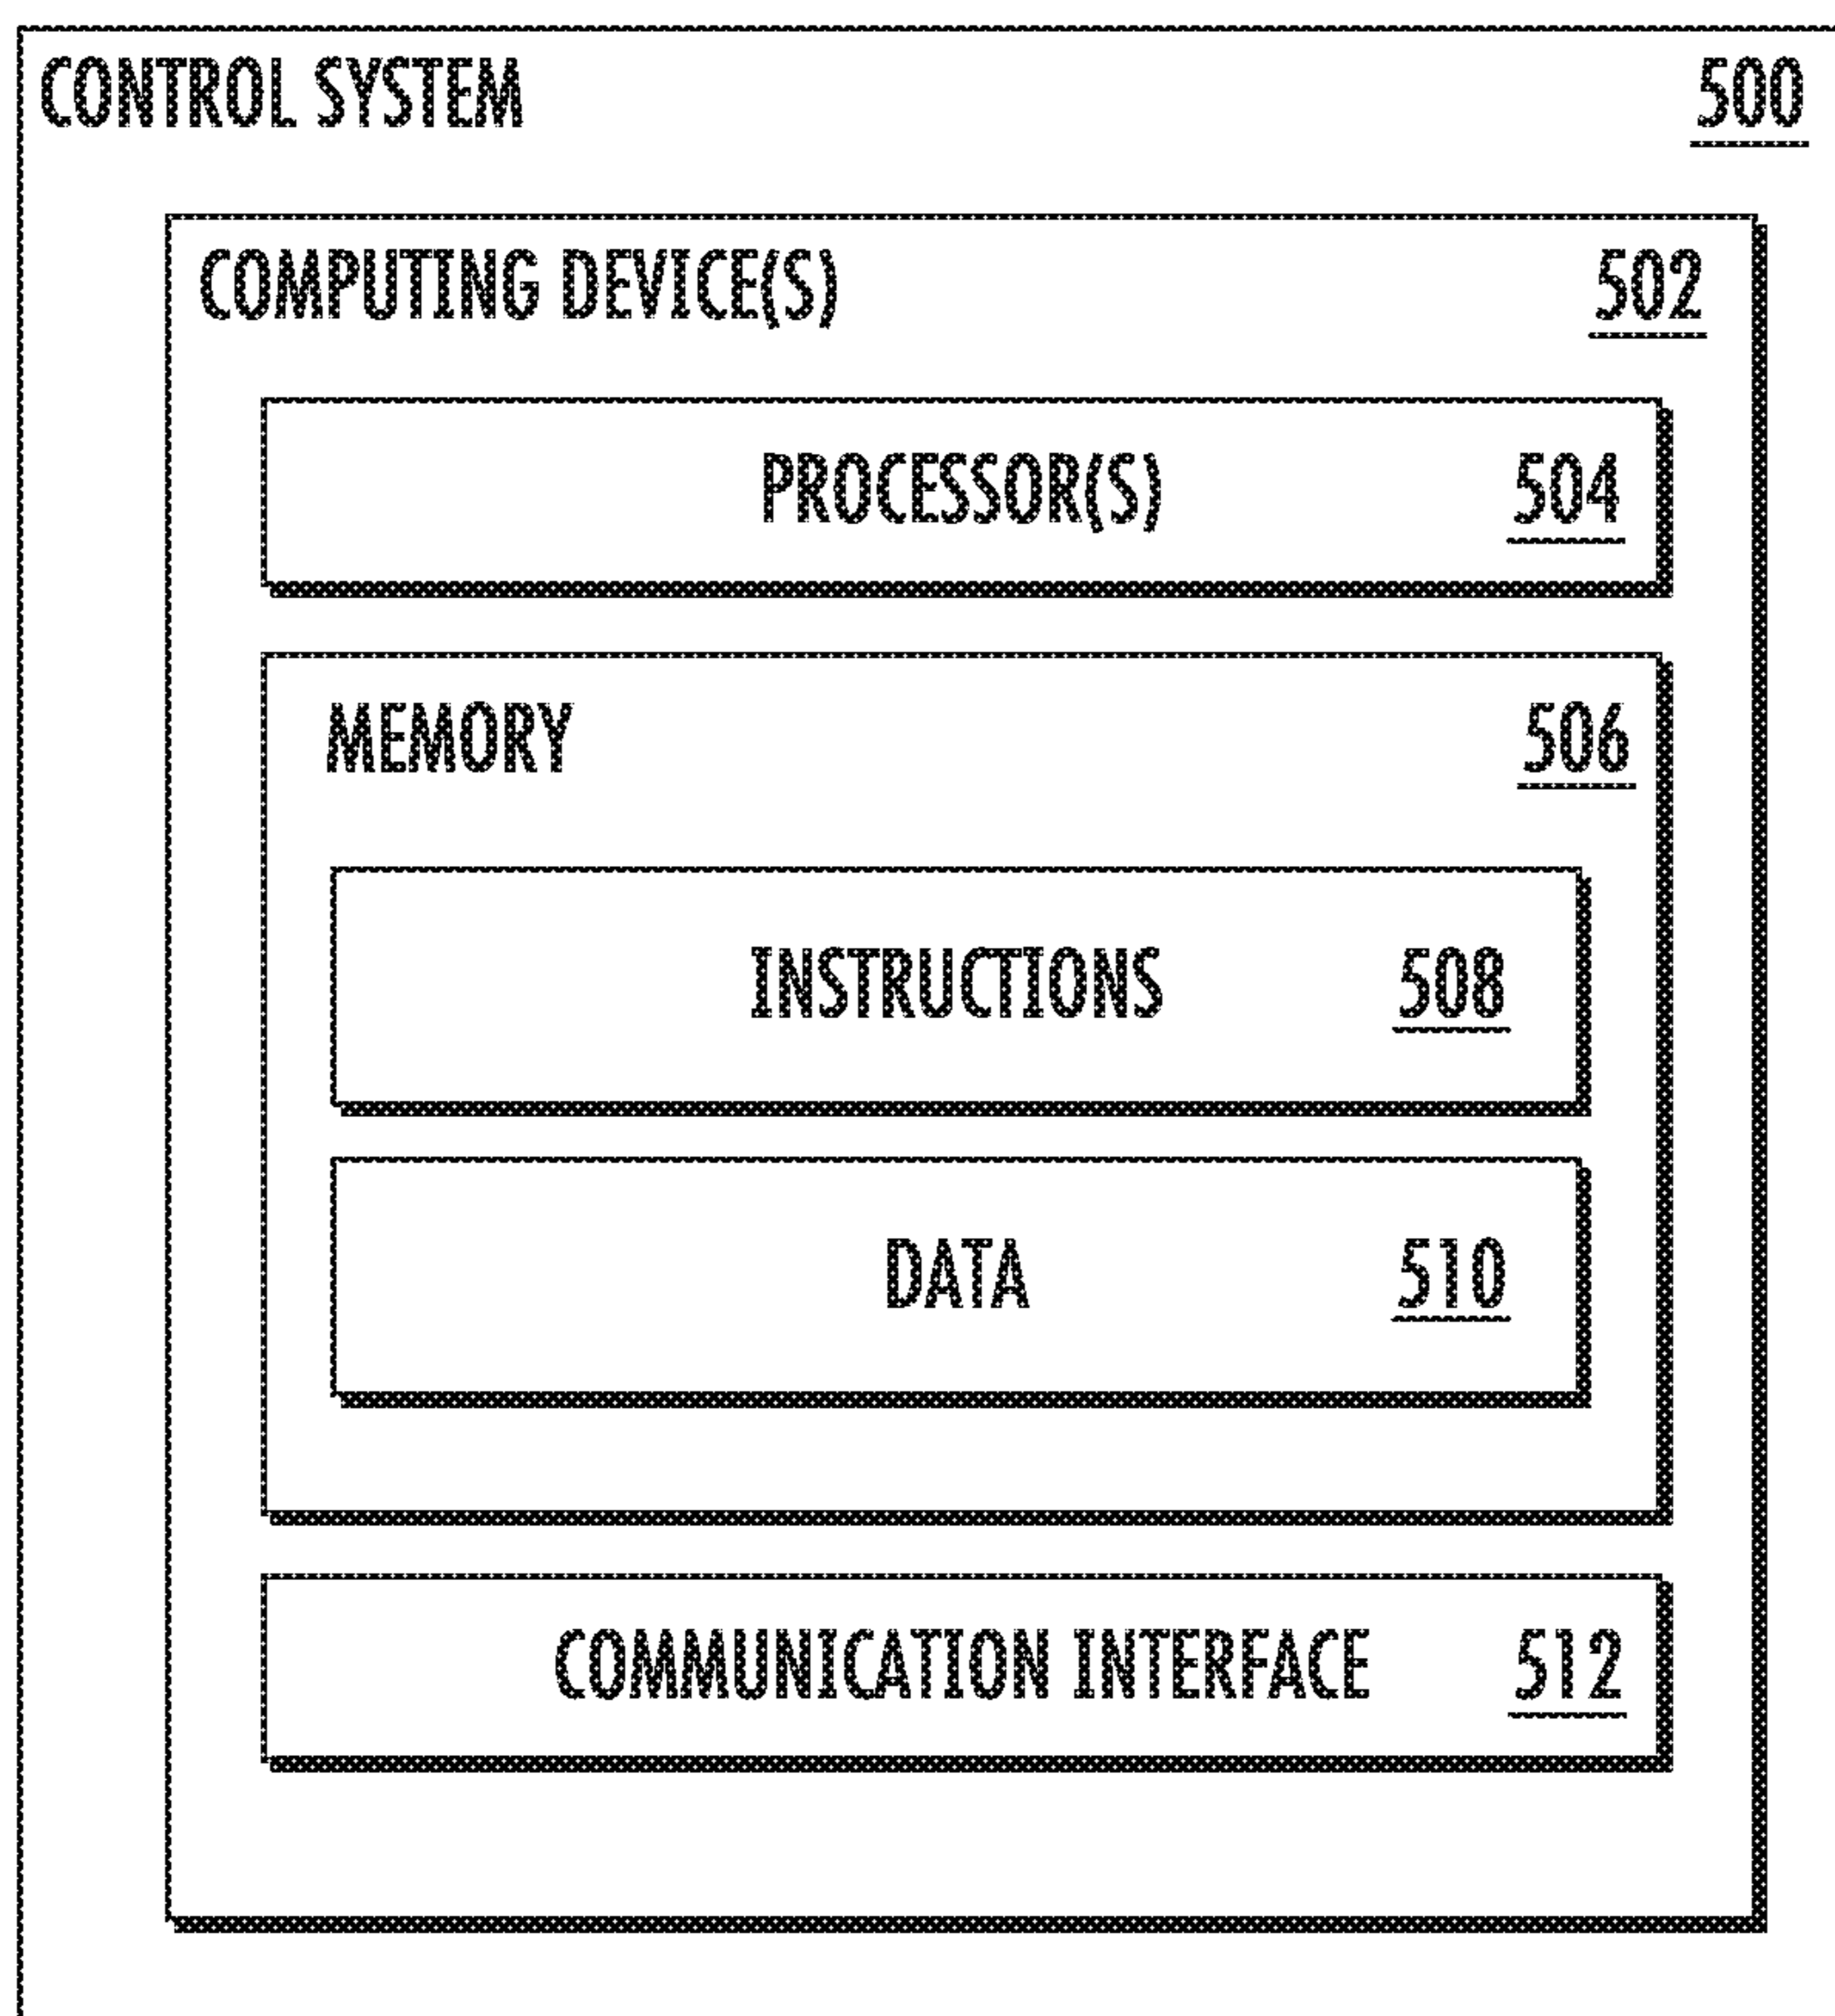 CONTROL SYSTEM 500
COMPUTING DEVICE(S) 502
PROCESSOR(S) 504
MEMORY 506
INSTRUCTIONS 508
DATA 510
COMMUNICATION INTERFACE 512